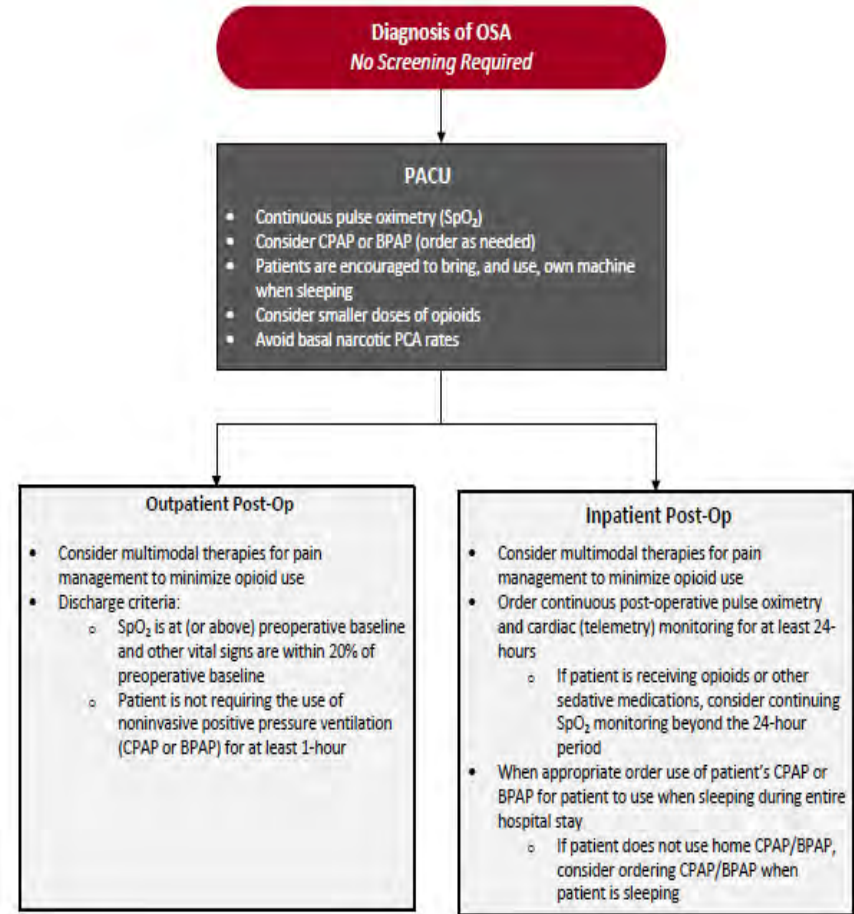 Diagnosis of OSA
No Screening Required
PACU
• Continuous pulse oximetry (SpO₂)
• Consider CPAP or BPAP (order as needed)
• Patients are encouraged to bring, and use, own machine
when sleeping
• Consider smaller doses of opioids
• Avoid basal narcotic PCA rates
Outpatient Post-Op
• Consider multimodal therapies for pain
management to minimize opioid use
• Discharge criteria:
o SpO₂ is at (or above) preoperative baseline
and other vital signs are within 20% of
preoperative baseline
o Patient is not requiring the use of
noninvasive positive pressure ventilation
(CPAP or BPAP) for at least 1-hour
Inpatient Post-Op
• Consider multimodal therapies for pain
management to minimize opioid use
• Order continuous post-operative pulse oximetry
and cardiac (telemetry) monitoring for at least 24-
hours
o If patient is receiving opioids or other
sedative medications, consider continuing
SpO₂ monitoring beyond the 24-hour
period
• When appropriate order use of patient's CPAP or
BPAP for patient to use when sleeping during entire
hospital stay
o If patient does not use home CPAP/BPAP,
consider ordering CPAP/BPAP when
patient is sleeping